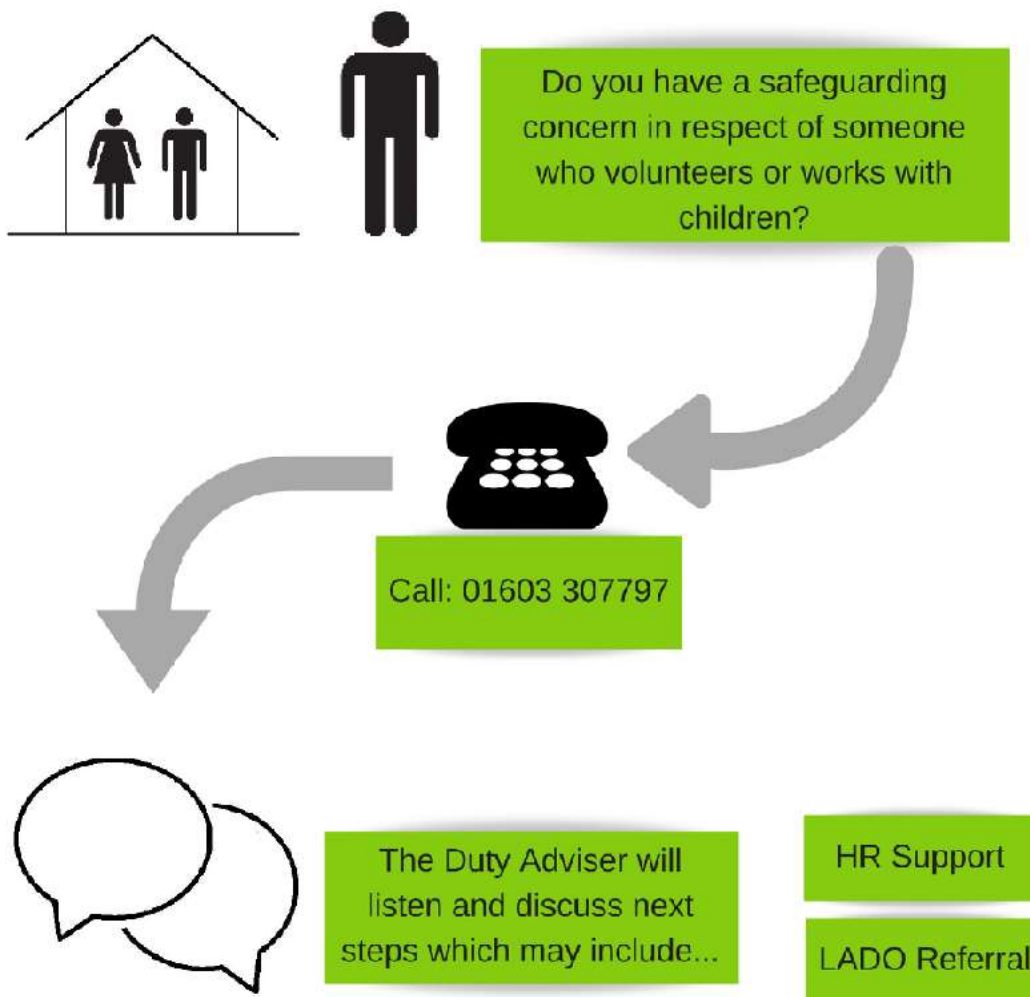 Do you have a safeguarding
concern in respect of someone
who volunteers or works with
children?
Call: 01603 307797
The Duty Adviser will
listen and discuss next
steps which may include...
HR Support
LADO Referral